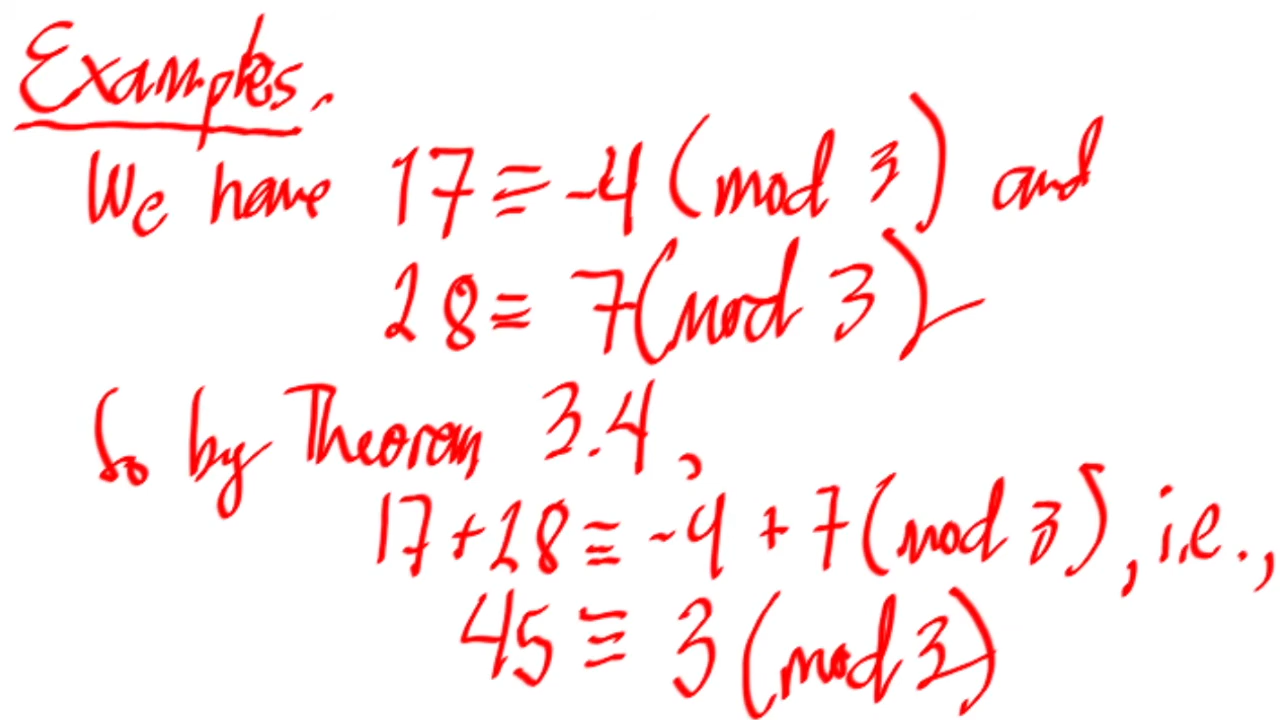 Examples.
We have 17 ≡ -4 (mod 3) and
28 ≡ 7 (mod 3)
So by Theorem 3.4,
17 + 28 ≡ -4 + 7 (mod 3), i.e.,
45 ≡ 3 (mod 3)